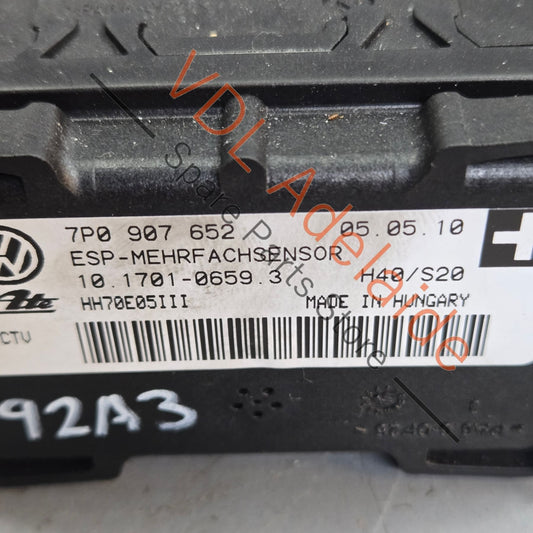 7P0 907 652 05.05.10
ESP-MEHRFACHSENSOR
10.1701-0659.3 H40/S20
HH70E05III MADE IN HUNGARY
Ate
CTV
92A3
VDL Adelaide
Spare Parts Store